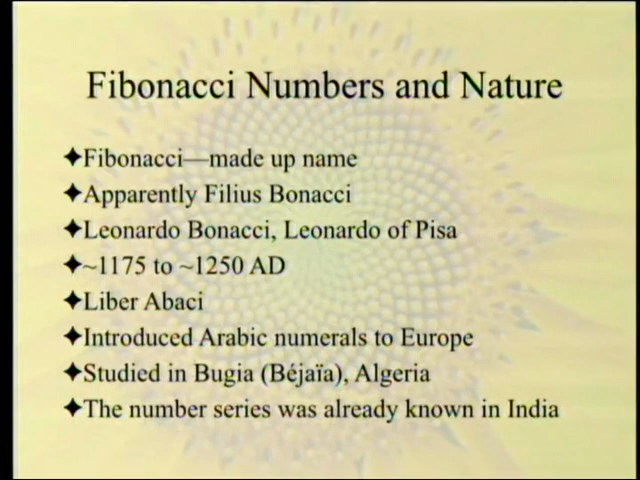 Fibonacci Numbers and Nature
✦Fibonacci—made up name
✦Apparently Filius Bonacci
✦Leonardo Bonacci, Leonardo of Pisa
✦~1175 to ~1250 AD
✦Liber Abaci
✦Introduced Arabic numerals to Europe
✦Studied in Bugia (Béjaïa), Algeria
✦The number series was already known in India